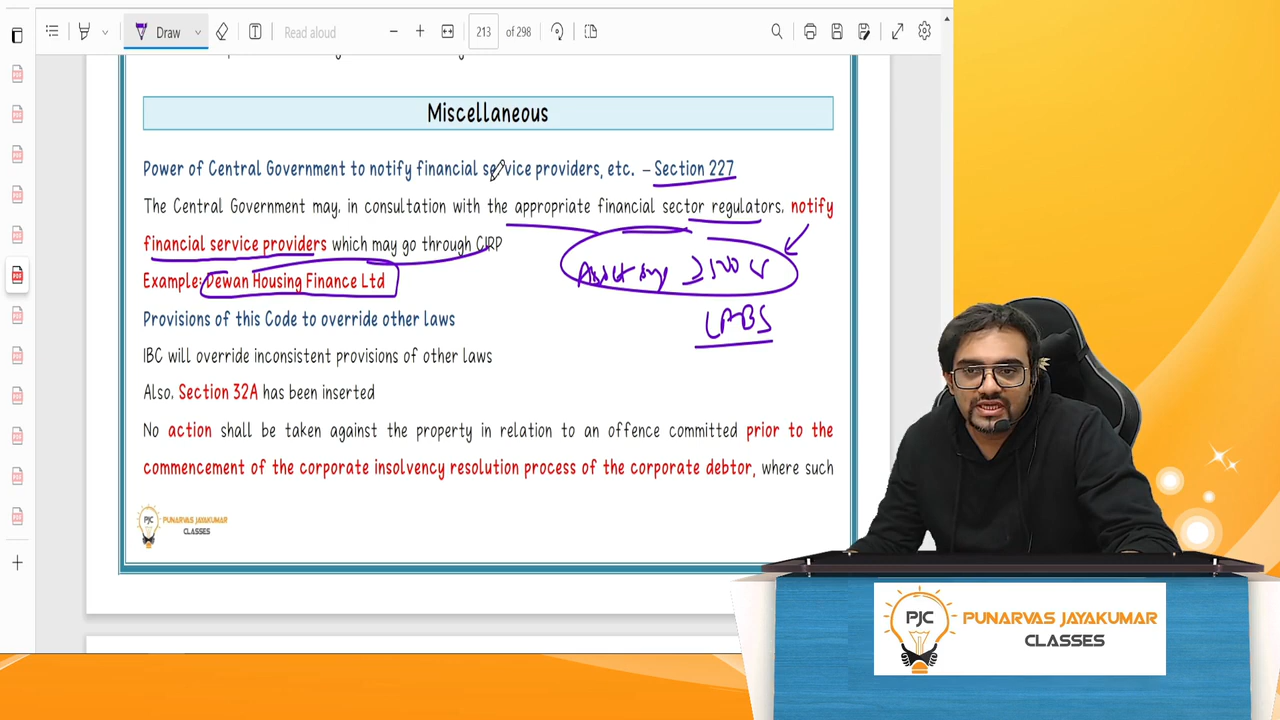 Draw
Read aloud
213 of 298
Miscellaneous
Power of Central Government to notify financial service providers, etc. – Section 227
The Central Government may, in consultation with the appropriate financial sector regulators, notify
financial service providers which may go through CIRP
Example: Dewan Housing Finance Ltd
Provisions of this Code to override other Laws
IBC will override inconsistent provisions of other laws
Also, Section 32A has been inserted
No action shall be taken against the property in relation to an offence committed prior to the
commencement of the corporate insolvency resolution process of the corporate debtor, where such
PJC PUNARVAS JAYAKUMAR
CLASSES
PJC PUNARVAS JAYAKUMAR
CLASSES